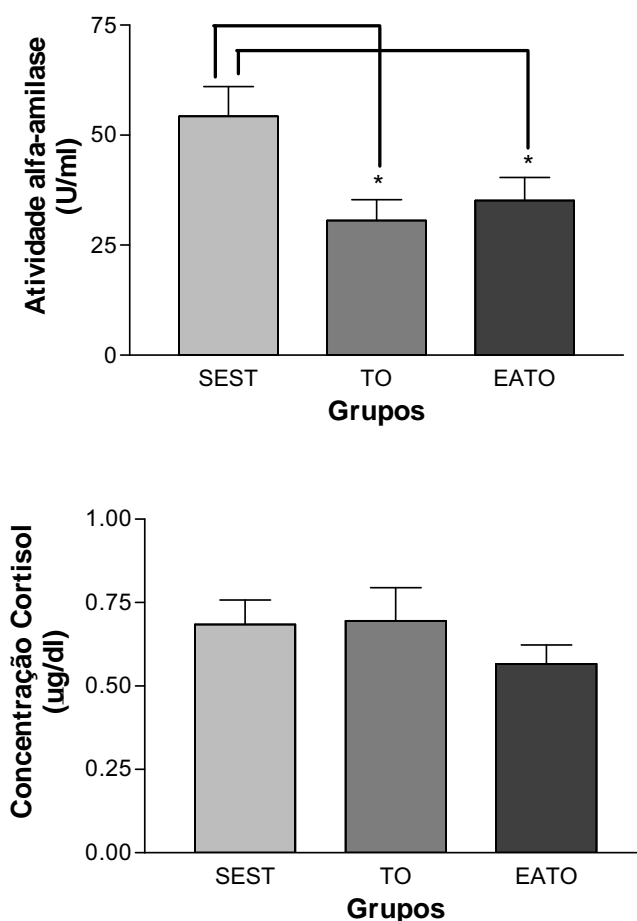 75
50
25
0
Atividade alfa-amilase
(U/ml)
*
*
SEST TO EATO
Grupos
1.00
0.75
0.50
0.25
0.00
Concentração Cortisol
(ug/dl)
SEST TO EATO
Grupos